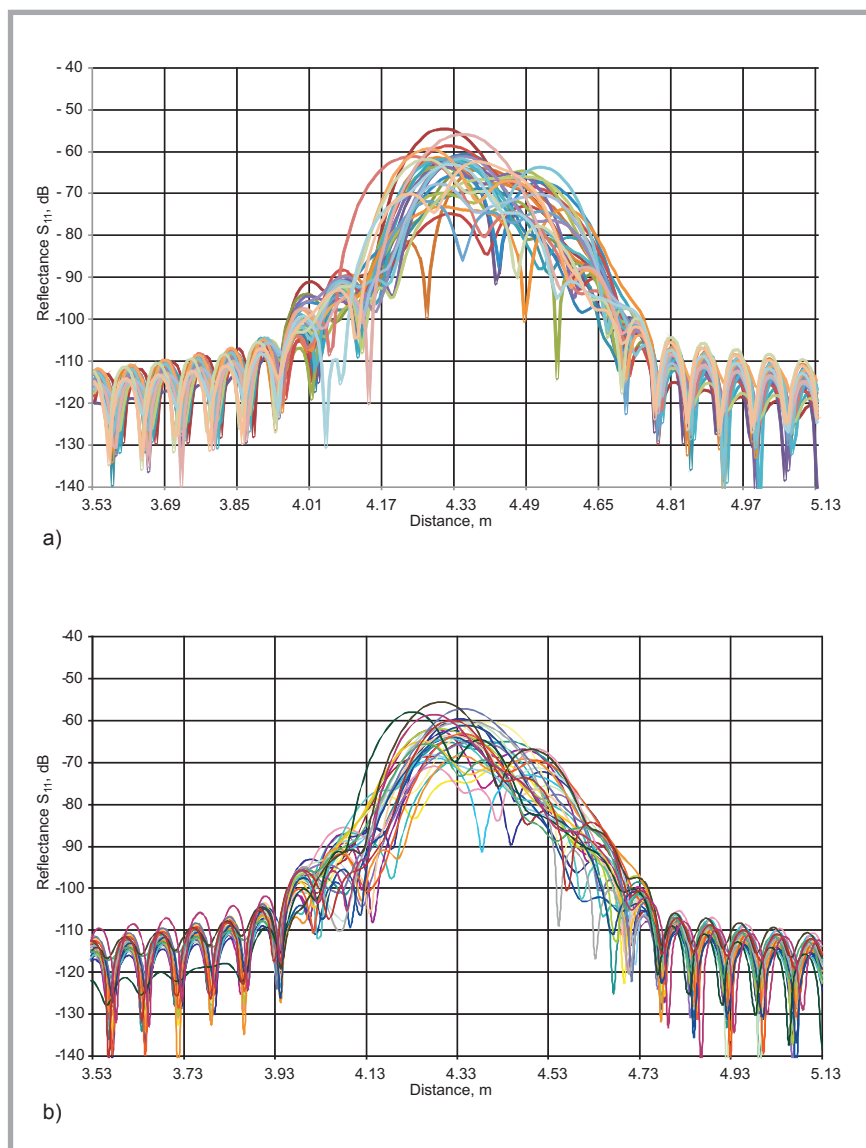 - 40
- 50
- 60
- 70
- 80
- 90
-100
-110
-120
-130
-140
Reflectance S11, dB
3.53 3.69 3.85 4.01 4.17 4.33 4.49 4.65 4.81 4.97 5.13
Distance, m
a)
-40
-50
-60
-70
-80
-90
-100
-110
-120
-130
-140
Reflectance S11, dB
3.53 3.73 3.93 4.13 4.33 4.53 4.73 4.93 5.13
Distance, m
b)